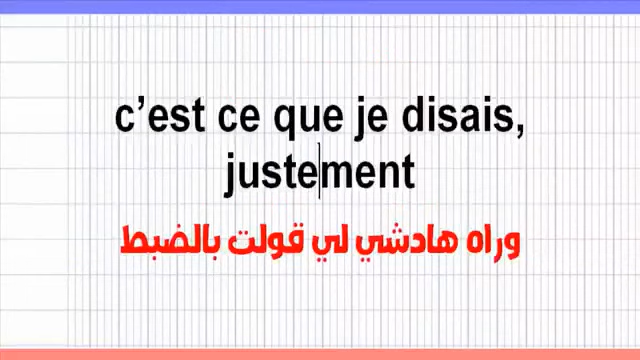 c’est ce que je disais,
justement
وراه هادشي لي قولت بالضبط